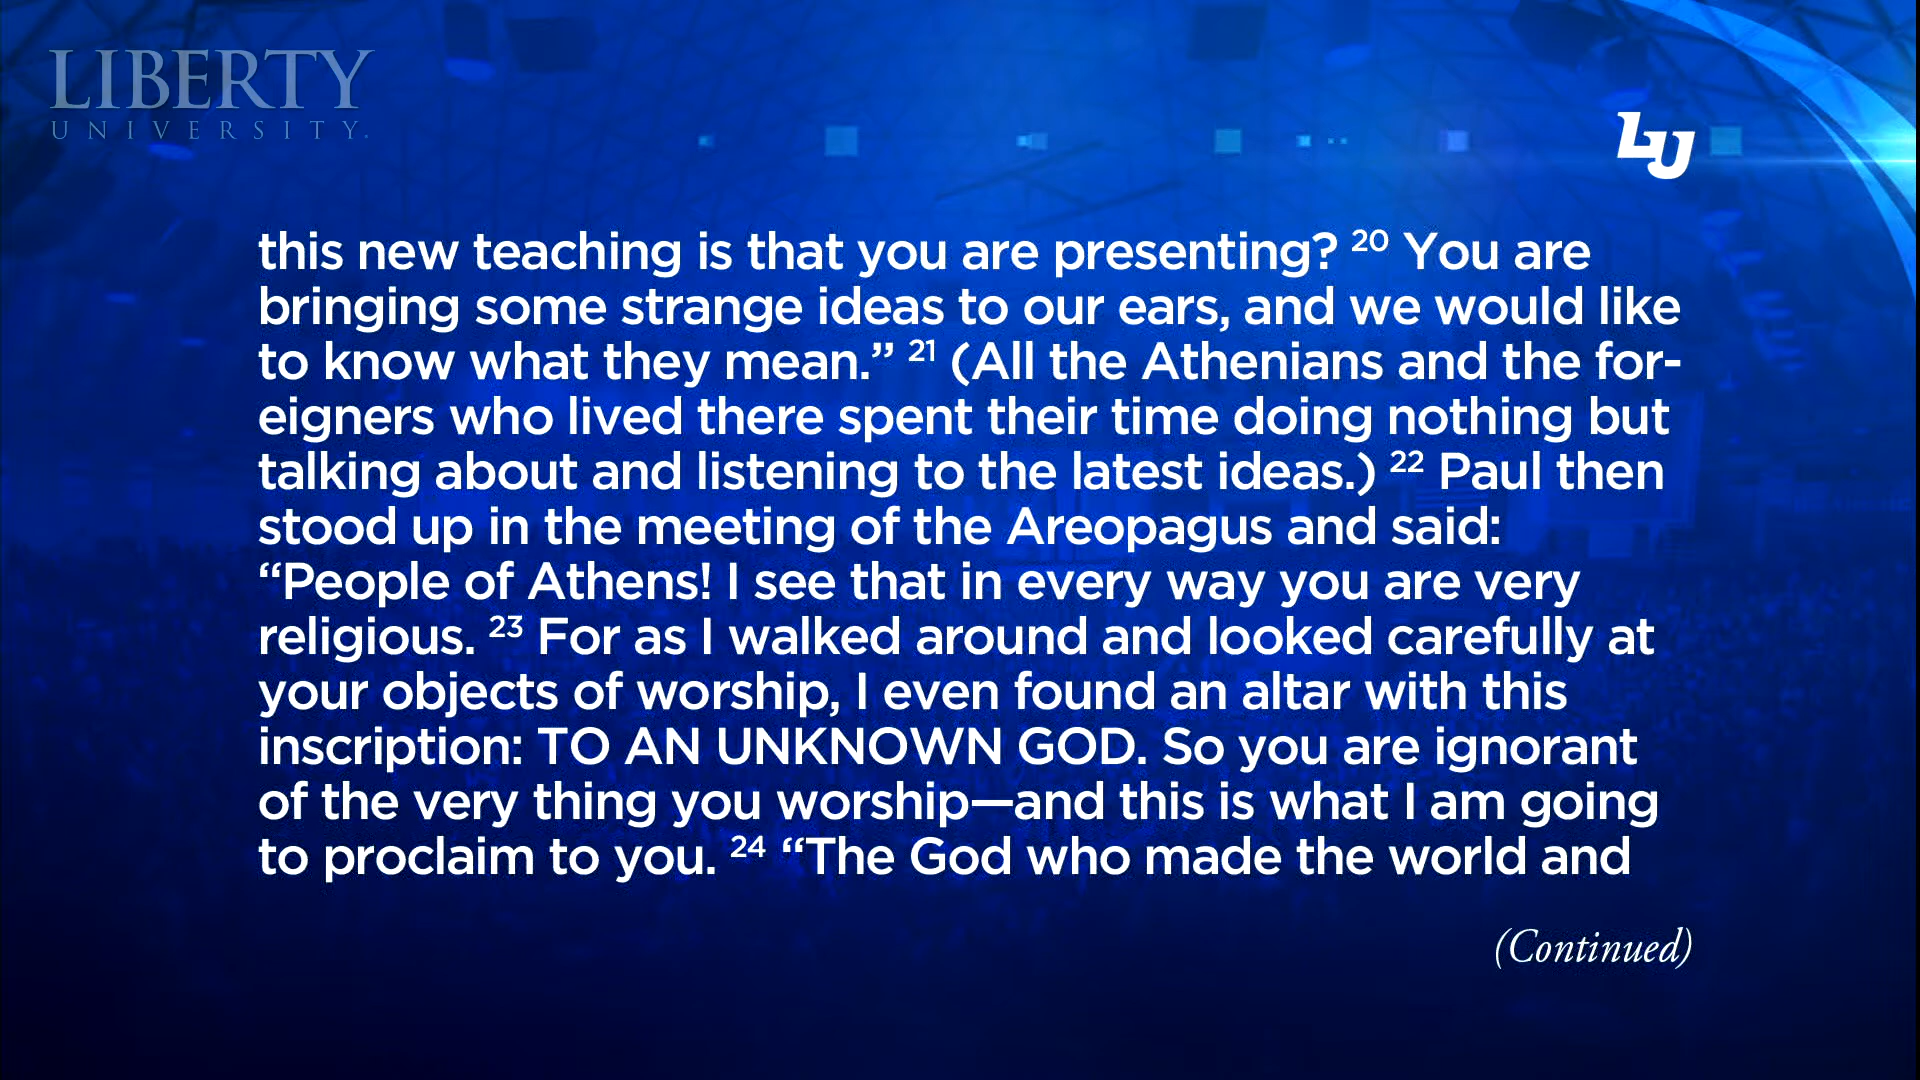 LIBERTY
UNIVERSITY.
LU
this new teaching is that you are presenting? 20 You are
bringing some strange ideas to our ears, and we would like
to know what they mean.” 21 (All the Athenians and the for-
eigners who lived there spent their time doing nothing but
talking about and listening to the latest ideas.) 22 Paul then
stood up in the meeting of the Areopagus and said:
“People of Athens! I see that in every way you are very
religious. 23 For as I walked around and looked carefully at
your objects of worship, I even found an altar with this
inscription: TO AN UNKNOWN GOD. So you are ignorant
of the very thing you worship—and this is what I am going
to proclaim to you. 24 “The God who made the world and
(Continued)